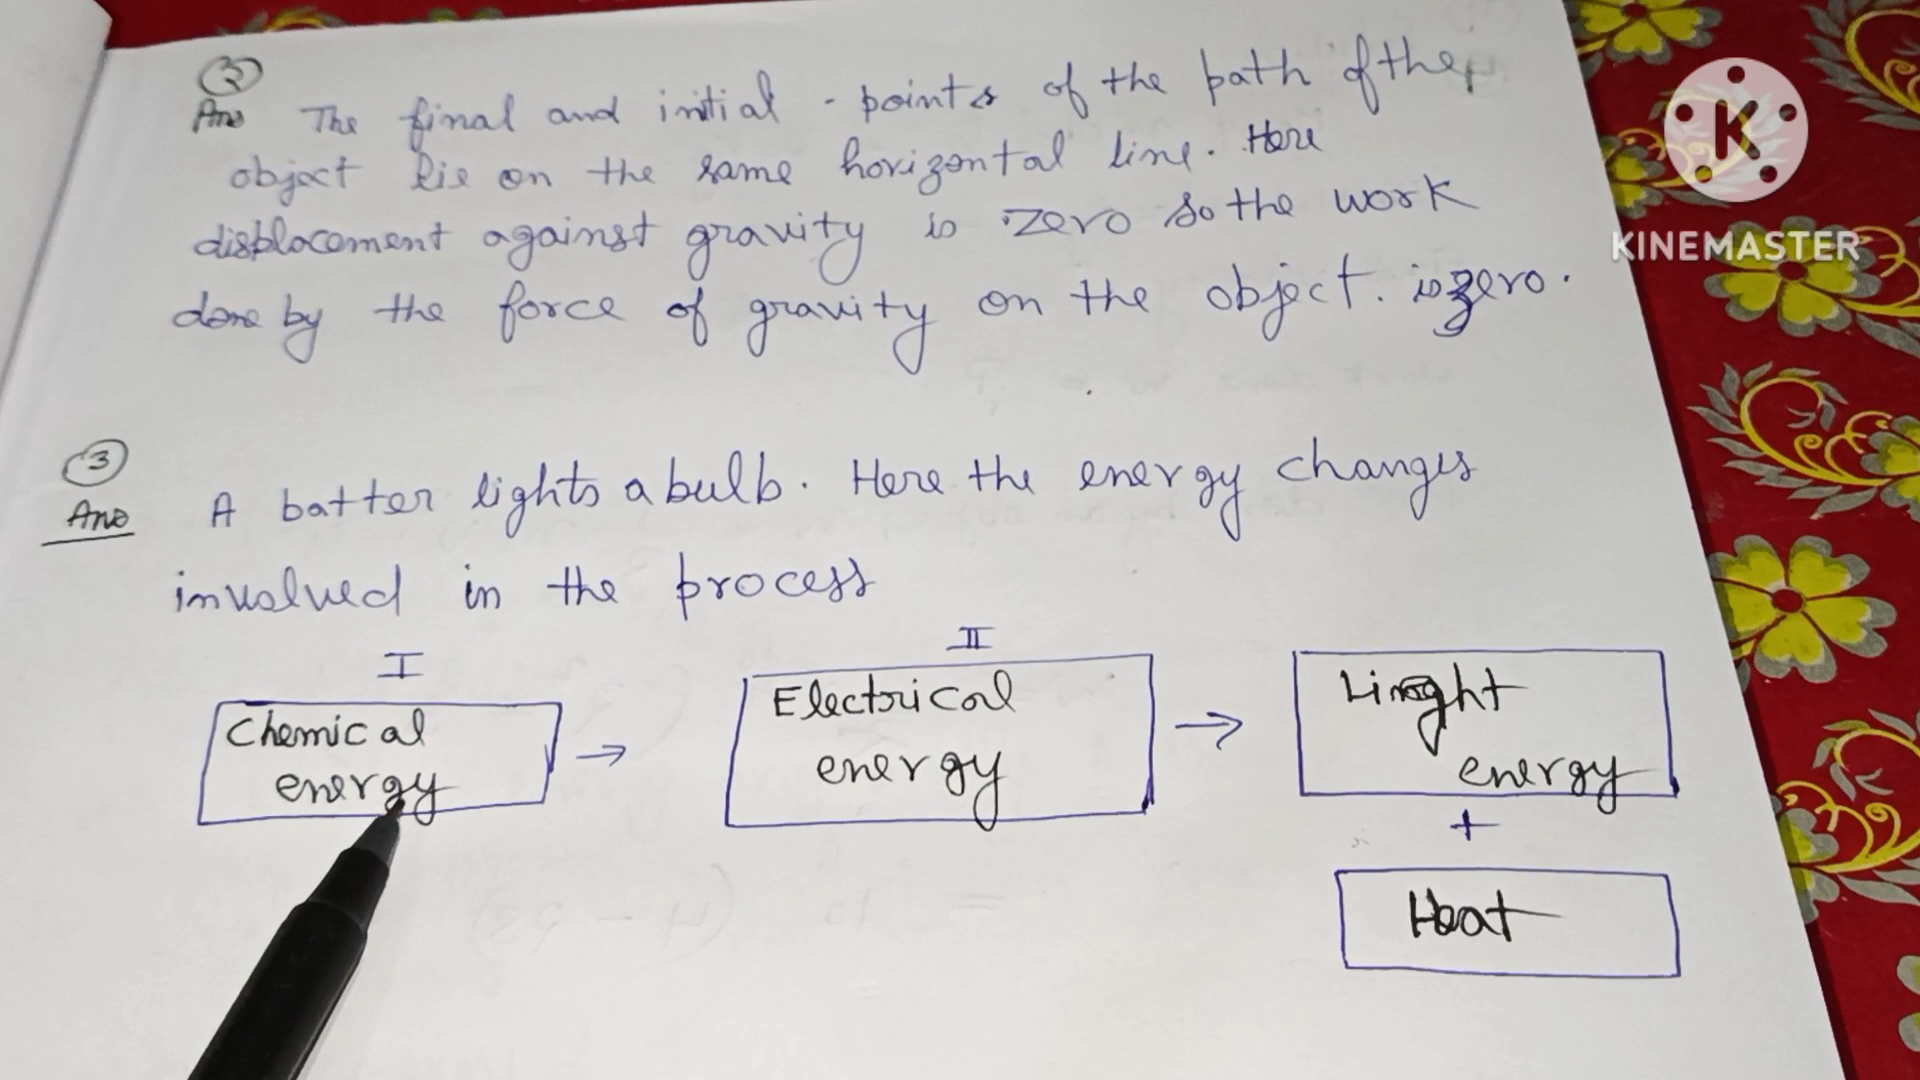 2
Ans The final and initial - points of the path of the
object lie on the same horizontal line. Here
displacement against gravity is zero so the work
done by the force of gravity on the object. is zero.
3
Ans A batter lights a bulb. Here the energy changes
involved in the process
I
II
Chemical
energy
→
Electrical
energy
→
Light
energy
+
Heat
K
KINEMASTER